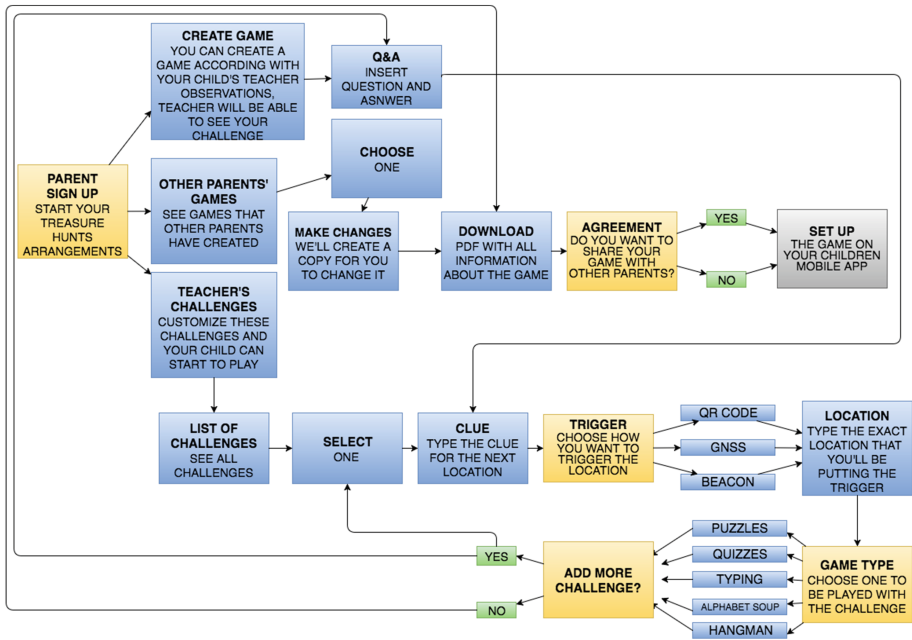 CREATE GAME
YOU CAN CREATE A
GAME ACCORDING WITH
YOUR CHILD'S TEACHER
OBSERVATIONS,
TEACHER WILL BE ABLE
TO SEE YOUR
CHALLENGE
Q&A
INSERT
QUESTION AND
ASNWER
PARENT
SIGN UP
START YOUR
TREASURE
HUNTS
ARRANGEMENTS
OTHER PARENTS'
GAMES
SEE GAMES THAT
OTHER PARENTS
HAVE CREATED
CHOOSE
ONE
MAKE CHANGES
WE'LL CREATE A
COPY FOR YOU
TO CHANGE IT
DOWNLOAD
PDF WITH ALL
INFORMATION
ABOUT THE GAME
AGREEMENT
DO YOU WANT TO
SHARE YOUR
GAME WITH
OTHER PARENTS?
YES
NO
SET UP
THE GAME ON
YOUR CHILDREN
MOBILE APP
TEACHER'S
CHALLENGES
CUSTOMIZE THESE
CHALLENGES AND
YOUR CHILD CAN
START TO PLAY
LIST OF
CHALLENGES
SEE ALL
CHALLENGES
SELECT
ONE
CLUE
TYPE THE CLUE
FOR THE NEXT
LOCATION
TRIGGER
CHOOSE HOW
YOU WANT TO
TRIGGER THE
LOCATION
QR CODE
GNSS
BEACON
LOCATION
TYPE THE EXACT
LOCATION THAT
YOU'LL BE
PUTTING THE
TRIGGER
GAME TYPE
CHOOSE ONE TO
BE PLAYED WITH
THE CHALLENGE
PUZZLES
QUIZZES
TYPING
ALPHABET SOUP
HANGMAN
ADD MORE
CHALLENGE?
YES
NO